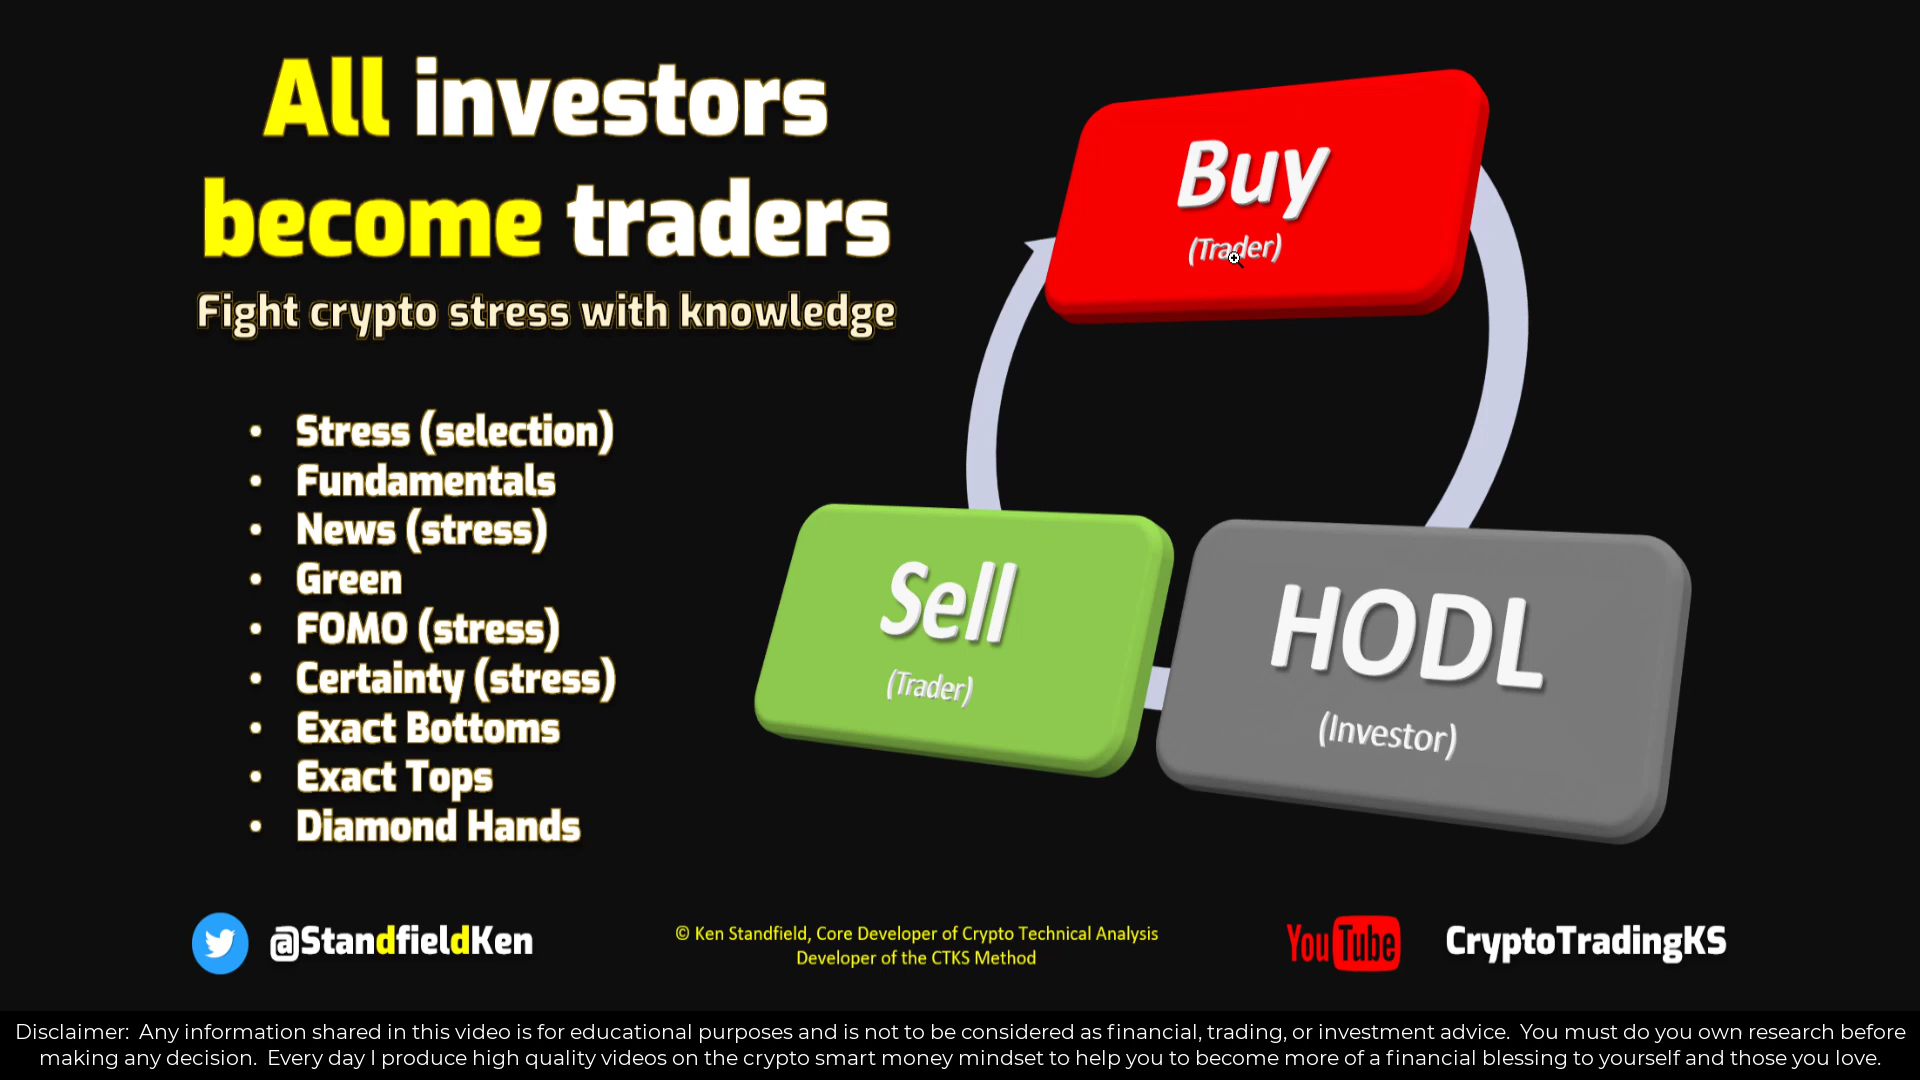 All investors
become traders
Fight crypto stress with knowledge
• Stress (selection)
• Fundamentals
• News (stress)
• Green
• FOMO (stress)
• Certainty (stress)
• Exact Bottoms
• Exact Tops
• Diamond Hands
Buy
(Trader)
Sell
(Trader)
HODL
(Investor)
@StandfieldKen
© Ken Standfield, Core Developer of Crypto Technical Analysis
Developer of the CTKS Method
YouTube
CryptoTradingKS
Disclaimer: Any information shared in this video is for educational purposes and is not to be considered as financial, trading, or investment advice. You must do you own research before
making any decision. Every day I produce high quality videos on the crypto smart money mindset to help you to become more of a financial blessing to yourself and those you love.